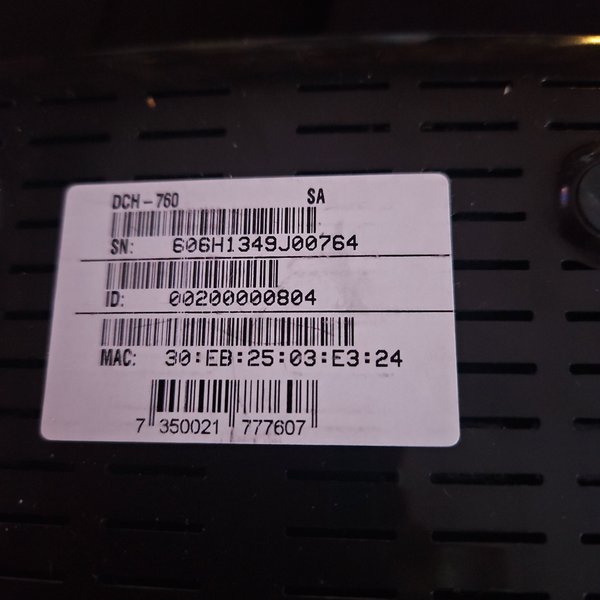 DCH-760 SA
SN: 606H1349J00764
ID: 00200000804
MAC: 30:EB:25:03:E3:24
7 350021 777607